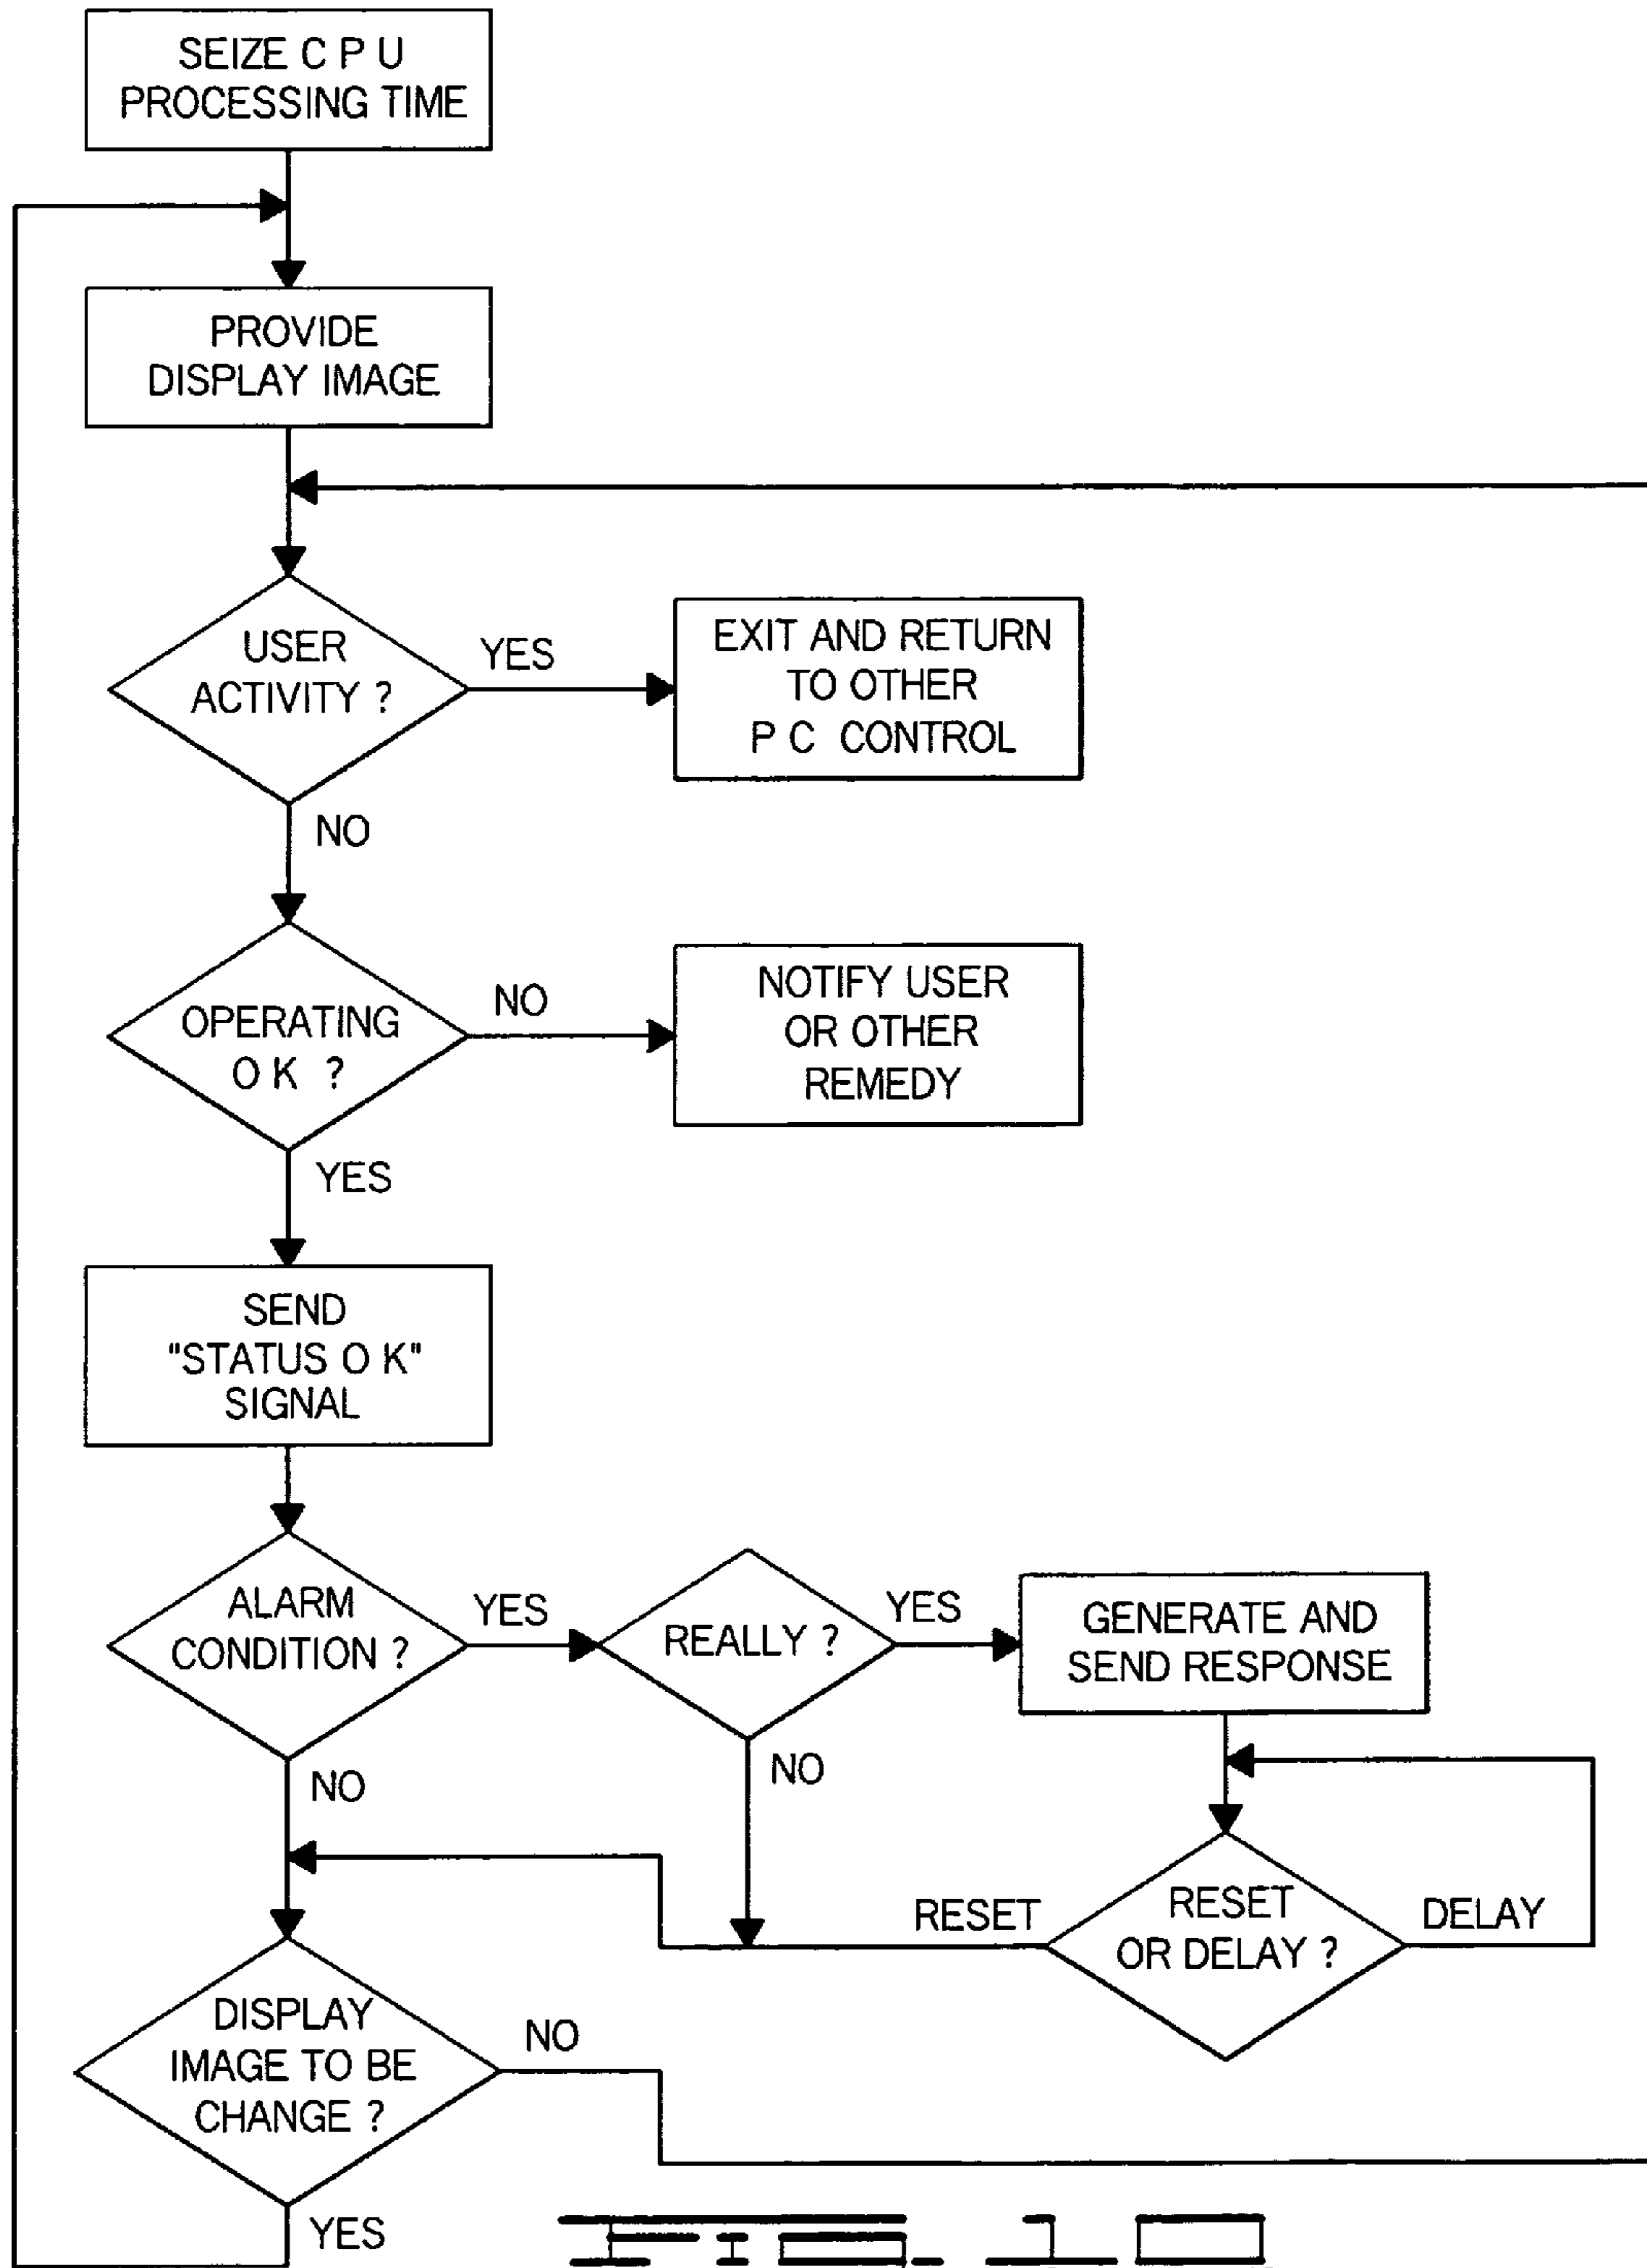 SEIZE C P U
PROCESSING TIME
PROVIDE
DISPLAY IMAGE
USER
ACTIVITY ?
YES
EXIT AND RETURN
TO OTHER
P C CONTROL
NO
OPERATING
O K ?
NO
NOTIFY USER
OR OTHER
REMEDY
YES
SEND
"STATUS O K"
SIGNAL
ALARM
CONDITION ?
YES
REALLY ?
YES
GENERATE AND
SEND RESPONSE
NO
NO
RESET
RESET
OR DELAY ?
DELAY
DISPLAY
IMAGE TO BE
CHANGE ?
NO
YES